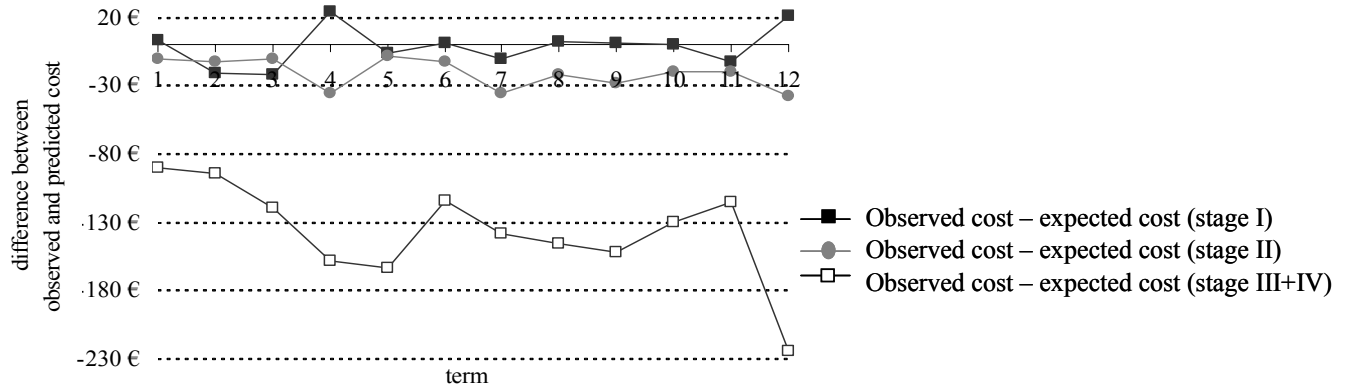 20 €
1 2 3 4 5 6 7 8 9 10 11 12
-30 €
-80 €
-130 €
-180 €
-230 €
difference between
observed and predicted cost
term
Observed cost – expected cost (stage I)
Observed cost – expected cost (stage II)
Observed cost – expected cost (stage III+IV)